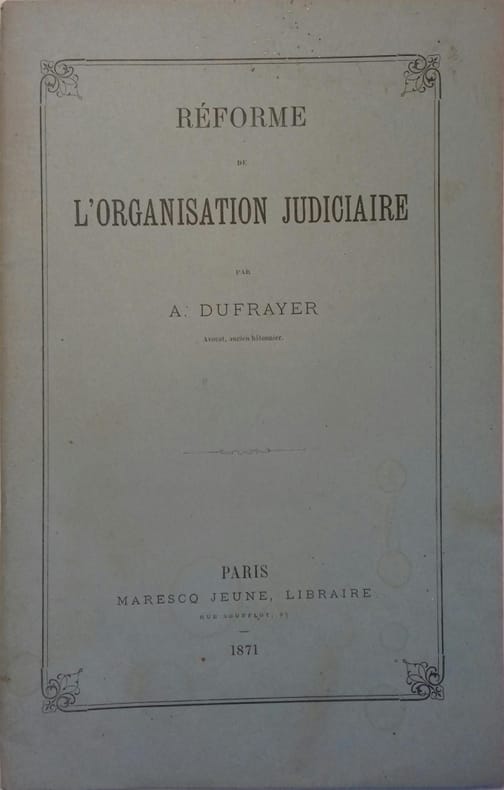 RÉFORME
DE
L'ORGANISATION JUDICIAIRE
PAR
A. DUFRAYER
Avocat, ancien bâtonnier.
PARIS
MARESCQ JEUNE, LIBRAIRE
RUE SOUFFLOT,
1871